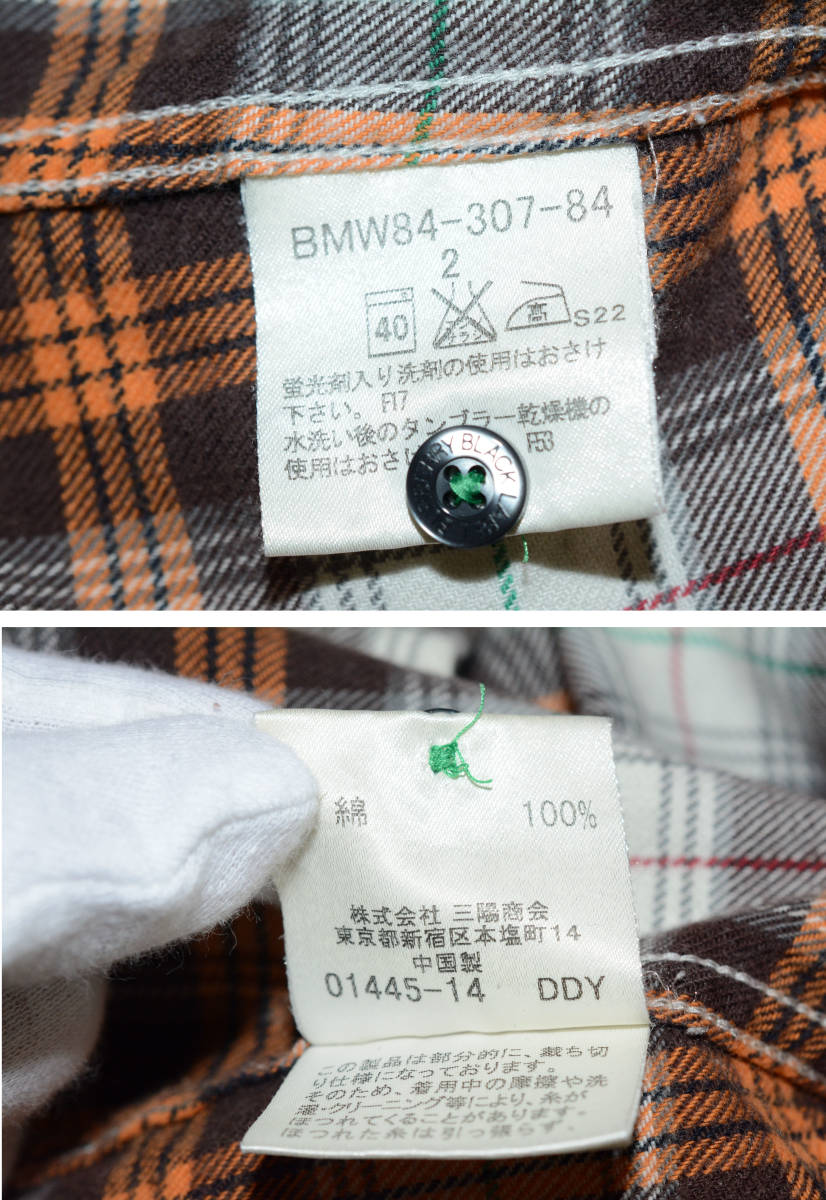 BMW84-307-84
2
40 高 S22
蛍光剤入り洗剤の使用はおさけ
下さい。 F17
水洗い後のタンブラー乾燥機の
使用はおさけ F53
BLACK
綿 100%
株式会社 三陽商会
東京都新宿区本塩町14
中国製
01445-14 DDY
この製品は部分的に、裁ち切
り仕様になっております。
そのため、着用中の摩擦や洗
濯・クリーニング等により、糸が
ほつれてくることがあります。
ほつれた糸は引っ張らず、